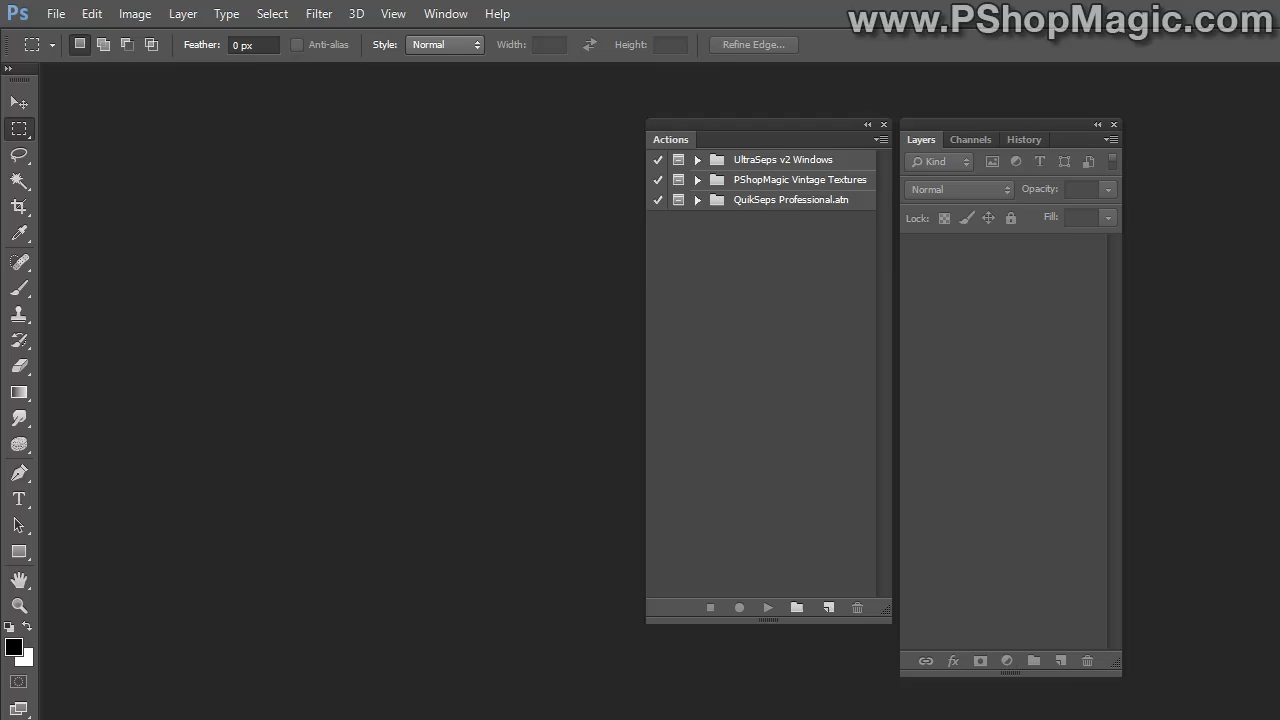 Ps File Edit Image Layer Type Select Filter 3D View Window Help
www.PShopMagic.com
Feather: 0 px Anti-alias Style: Normal Width: Height: Refine Edge...
Actions
UltraSeps v2 Windows
PShopMagic Vintage Textures
QuikSeps Professional.atn
Layers Channels History
Kind T
Normal Opacity:
Lock: Fill:
T
fx